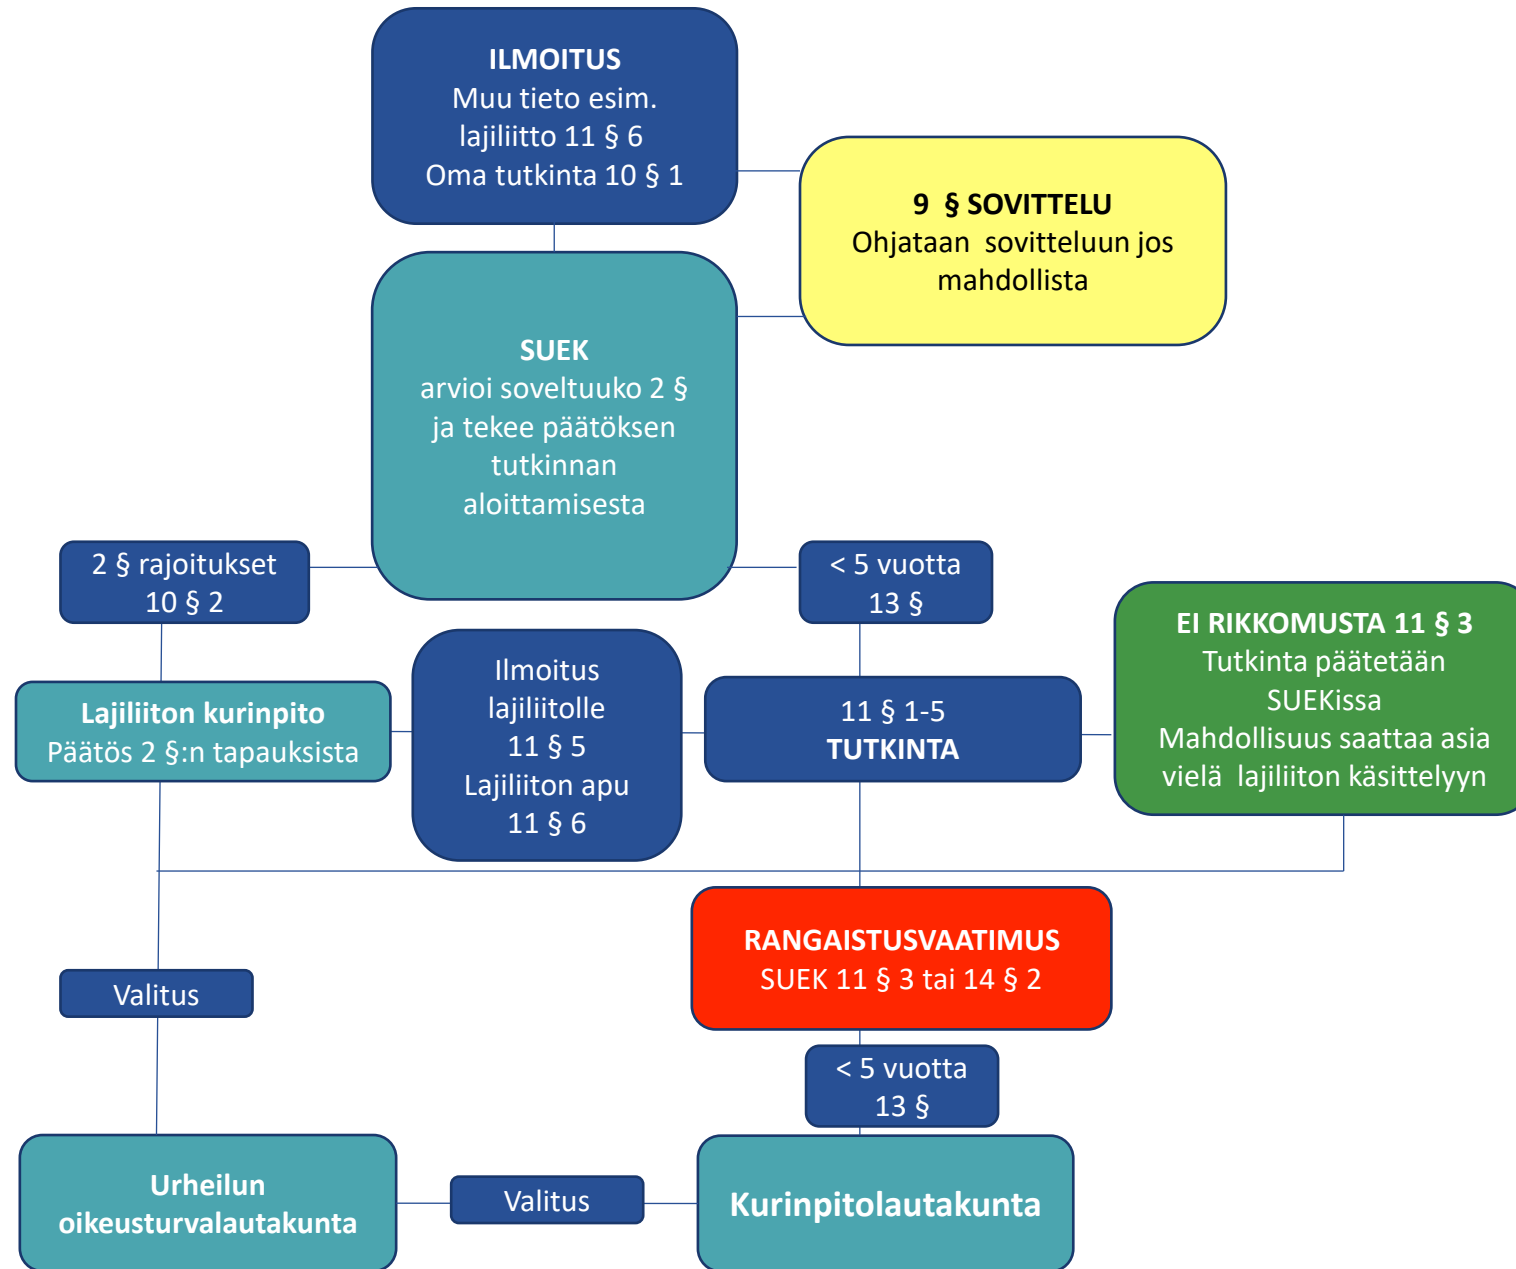 ILMOITUS
Muu tieto esim.
lajiliitto 11 § 6
Oma tutkinta 10 § 1
9 § SOVITTELU
Ohjataan sovitteluun jos
mahdollista
SUEK
arvioi soveltuuko 2 §
ja tekee päätöksen
tutkinnan
aloittamisesta
2 § rajoitukset
10 § 2
< 5 vuotta
13 §
Lajiliiton kurinpito
Päätös 2 §:n tapauksista
Ilmoitus
lajiliitolle
11 § 5
Lajiliiton apu
11 § 6
11 § 1-5
TUTKINTA
EI RIKKOMUSTA 11 § 3
Tutkinta päätetään
SUEKissa
Mahdollisuus saattaa asia
vielä lajiliiton käsittelyyn
RANGAISTUSVAATIMUS
SUEK 11 § 3 tai 14 § 2
Valitus
< 5 vuotta
13 §
Urheilun
oikeusturvalautakunta
Valitus
Kurinpitolautakunta